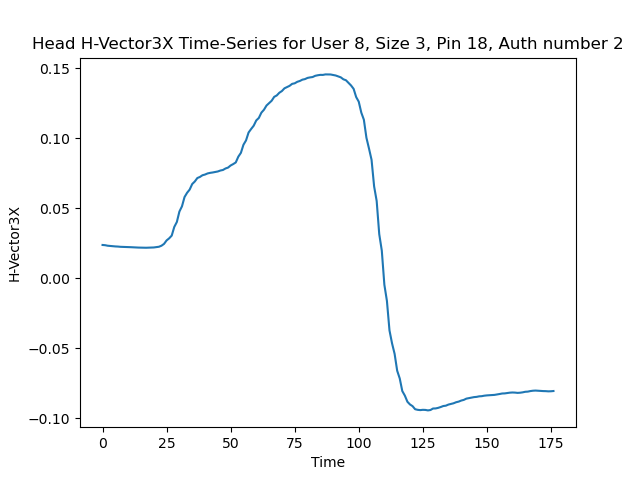 Head H-Vector3X Time-Series for User 8, Size 3, Pin 18, Auth number 2
H-Vector3X
0.15
0.10
0.05
0.00
−0.05
−0.10
0 25 50 75 100 125 150 175
Time